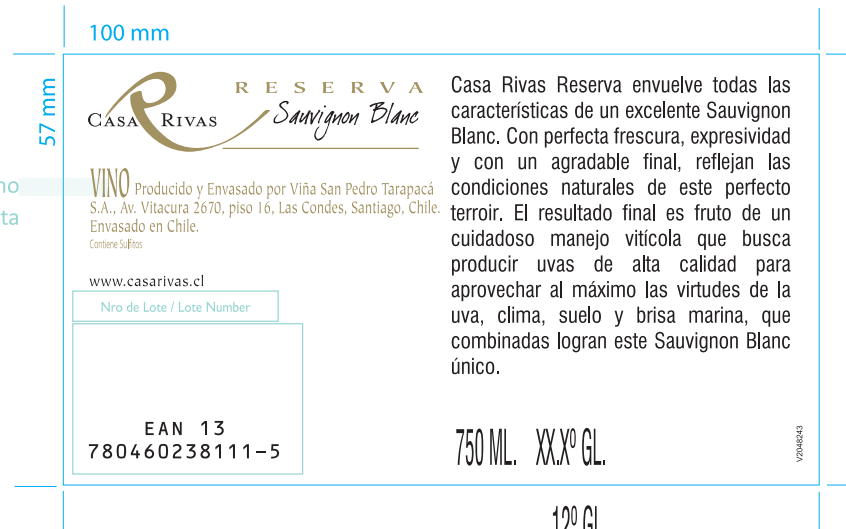 100 mm
57 mm
no
ta
CASA RIVAS
RESERVA
Sauvignon Blanc
VINO Producido y Envasado por Viña San Pedro Tarapacá
S.A., Av. Vitacura 2670, piso 16, Las Condes, Santiago, Chile.
Envasado en Chile.
Contiene Sulfitos
www.casarivas.cl
Nro de Lote / Lote Number
EAN 13
780460238111-5
Casa Rivas Reserva envuelve todas las
características de un excelente Sauvignon
Blanc. Con perfecta frescura, expresividad
y con un agradable final, reflejan las
condiciones naturales de este perfecto
terroir. El resultado final es fruto de un
cuidadoso manejo vitícola que busca
producir uvas de alta calidad para
aprovechar al máximo las virtudes de la
uva, clima, suelo y brisa marina, que
combinadas logran este Sauvignon Blanc
único.
750 ML. XX.Xº GL.
V2048243
12º GL